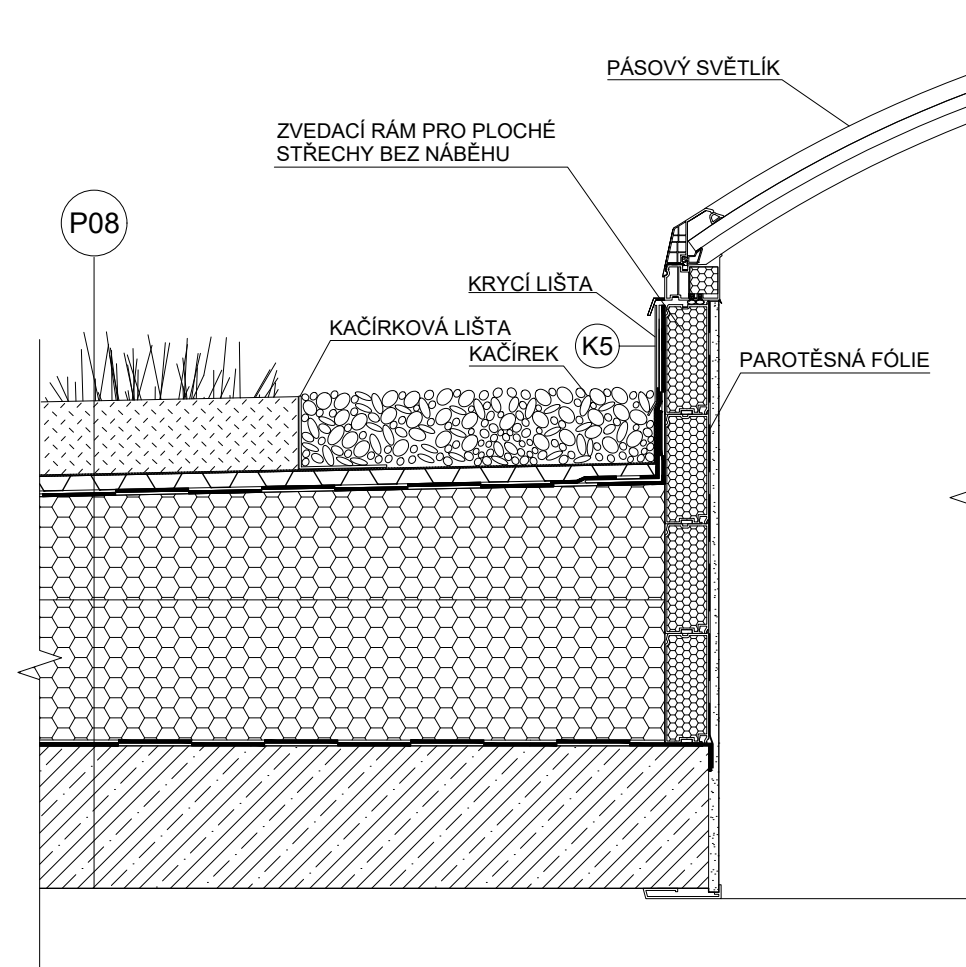 PÁSOVÝ SVĚTLÍK
ZVEDACÍ RÁM PRO PLOCHÉ
STŘECHY BEZ NÁBĚHU
P08
KRYCÍ LIŠTA
KAČÍRKOVÁ LIŠTA
KAČÍREK
K5
PAROTĚSNÁ FÓLIE